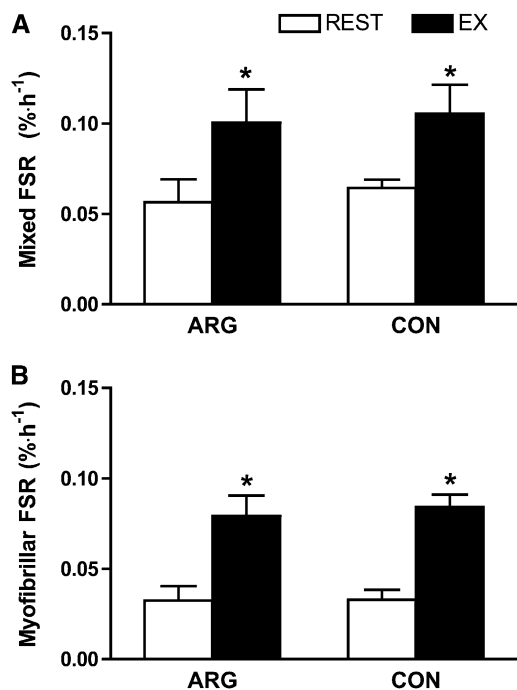 A
REST EX
0.15
0.10
0.05
0.00
Mixed FSR (%·h⁻¹)
*
*
ARG CON
B
0.15
0.10
0.05
0.00
Myofibrillar FSR (%·h⁻¹)
*
*
ARG CON